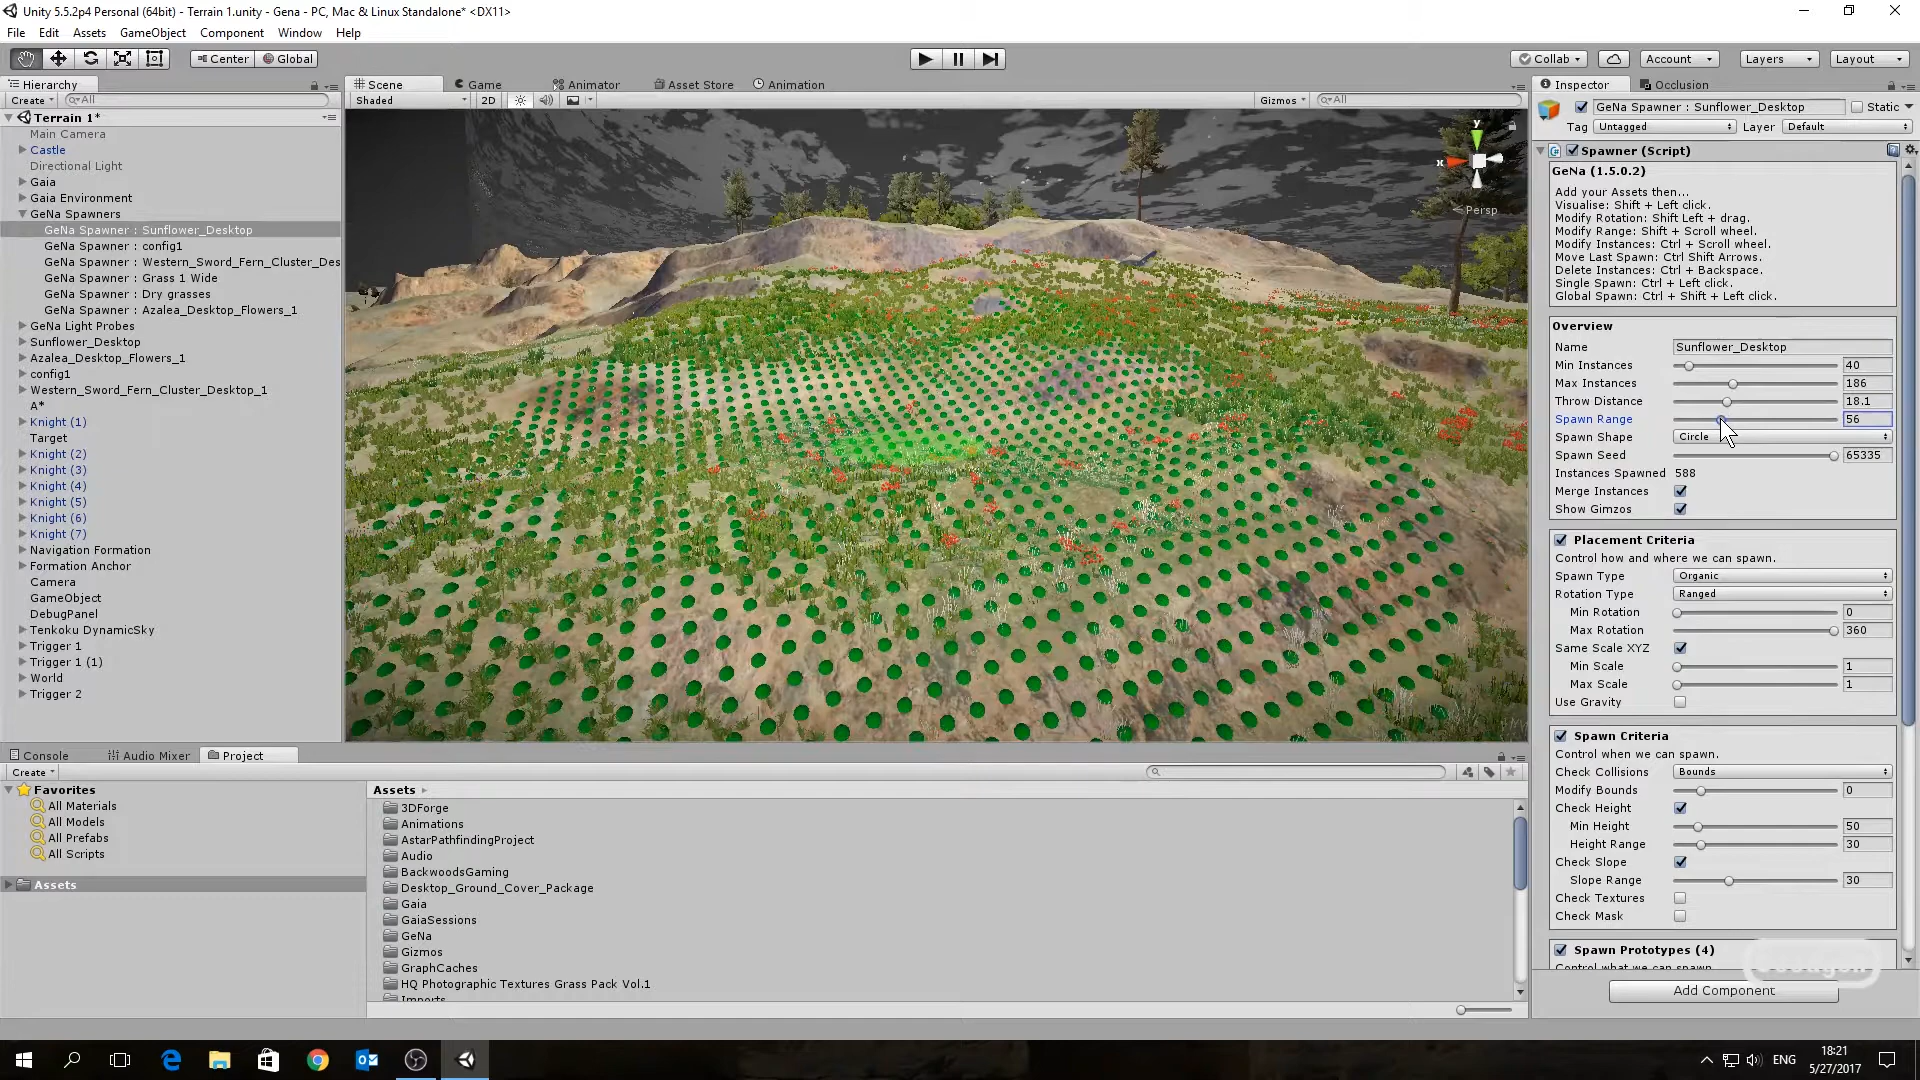 Unity 5.5.2p4 Personal (64bit) - Terrain 1.unity - Gena - PC, Mac & Linux Standalone* <DX11>
File Edit Assets GameObject Component Window Help
Center Global Collab Account Layers Layout
Hierarchy
Create All
Terrain 1*
Main Camera
Castle
Directional Light
Gaia
Gaia Environment
GeNa Spawners
GeNa Spawner : Sunflower_Desktop
GeNa Spawner : config1
GeNa Spawner : Western_Sword_Fern_Cluster_Des
GeNa Spawner : Grass 1 Wide
GeNa Spawner : Dry grasses
GeNa Spawner : Azalea_Desktop_Flowers_1
GeNa Light Probes
Sunflower_Desktop
Azalea_Desktop_Flowers_1
config1
Western_Sword_Fern_Cluster_Desktop_1
A*
Knight (1)
Target
Knight (2)
Knight (3)
Knight (4)
Knight (5)
Knight (6)
Knight (7)
Navigation Formation
Formation Anchor
Camera
GameObject
DebugPanel
Tenkoku DynamicSky
Trigger 1
Trigger 1 (1)
World
Trigger 2
Scene Game Animator Asset Store Animation
Shaded 2D Gizmos All
y
x
Persp
Inspector Occlusion
GeNa Spawner : Sunflower_Desktop Static
Tag Untagged Layer Default
Spawner (Script)
GeNa (1.5.0.2)
Add your Assets then...
Visualise: Shift + Left click.
Modify Rotation: Shift Left + drag.
Modify Range: Shift + Scroll wheel.
Modify Instances: Ctrl + Scroll wheel.
Move Last Spawn: Ctrl Shift Arrows.
Delete Instances: Ctrl + Backspace.
Single Spawn: Ctrl + Left click.
Global Spawn: Ctrl + Shift + Left click.
Overview
Name Sunflower_Desktop
Min Instances 40
Max Instances 186
Throw Distance 18.1
Spawn Range 56
Spawn Shape Circle
Spawn Seed 65335
Instances Spawned 588
Merge Instances
Show Gimzos
Placement Criteria
Control how and where we can spawn.
Spawn Type Organic
Rotation Type Ranged
Min Rotation 0
Max Rotation 360
Same Scale XYZ
Min Scale 1
Max Scale 1
Use Gravity
Spawn Criteria
Control when we can spawn.
Check Collisions Bounds
Modify Bounds 0
Check Height
Min Height 50
Height Range 30
Check Slope
Slope Range 30
Check Textures
Check Mask
Spawn Prototypes (4)
Control what we can spawn
Add Component
Console Audio Mixer Project
Create
Favorites
All Materials
All Models
All Prefabs
All Scripts
Assets
Assets
3DForge
Animations
AstarPathfindingProject
Audio
BackwoodsGaming
Desktop_Ground_Cover_Package
Gaia
GaiaSessions
GeNa
Gizmos
GraphCaches
HQ Photographic Textures Grass Pack Vol.1
Imports
ENG
18:21
5/27/2017